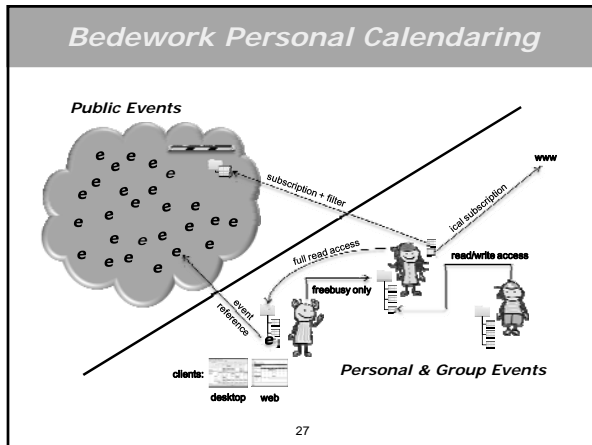 Bedework Personal Calendaring
Public Events
e e e e e e e e e e e e e e e e e e e e e e e e e e
www
subscription + filter
ical subscription
full read access
read/write access
freebusy only
event
reference
e
clients:
desktop web
Personal & Group Events
27